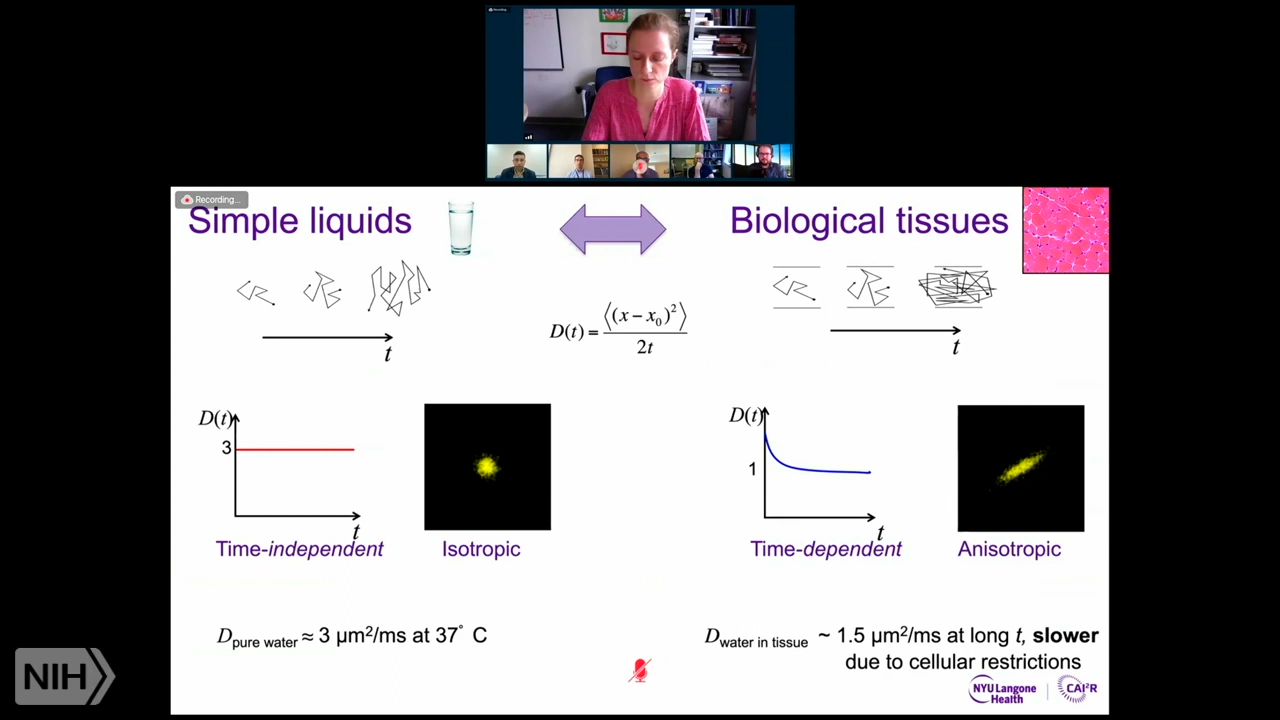 Recording...
Simple liquids
Biological tissues
t
D(t) = ⟨(x − x₀)²⟩ / 2t
t
D(t)
3
t
Time-independent
Isotropic
D(t)
1
t
Time-dependent
Anisotropic
D pure water ≈ 3 µm²/ms at 37° C
D water in tissue ~ 1.5 µm²/ms at long t, slower
due to cellular restrictions
NIH
NYU Langone
Health
CAI²R